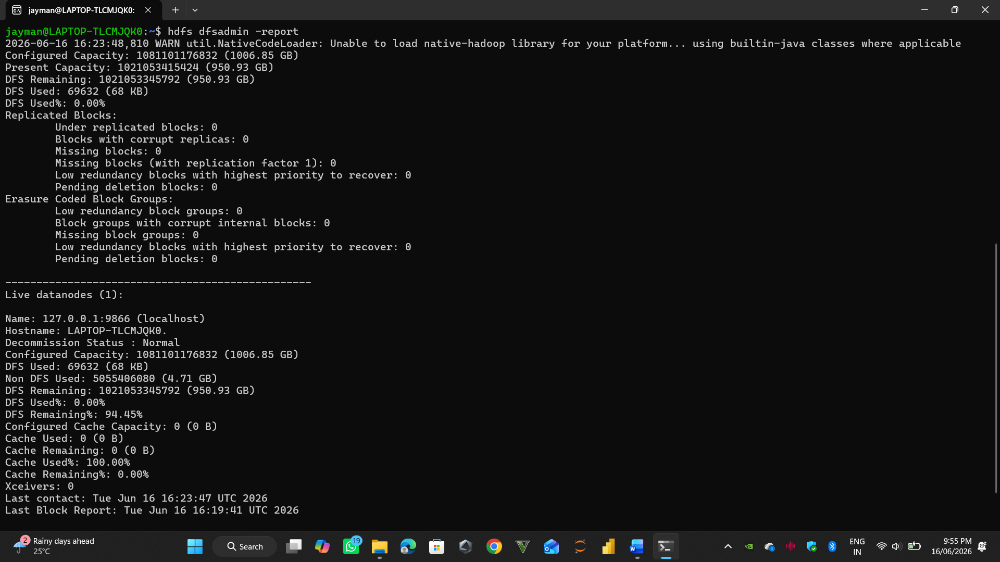 jayman@LAPTOP-TLCMJQK0:
jayman@LAPTOP-TLCMJQK0:~$ hdfs dfsadmin -report
2026-06-16 16:23:48,810 WARN util.NativeCodeLoader: Unable to load native-hadoop library for your platform... using builtin-java classes where applicable
Configured Capacity: 1081101176832 (1006.85 GB)
Present Capacity: 1021053415424 (950.93 GB)
DFS Remaining: 1021053345792 (950.93 GB)
DFS Used: 69632 (68 KB)
DFS Used%: 0.00%
Replicated Blocks:
Under replicated blocks: 0
Blocks with corrupt replicas: 0
Missing blocks: 0
Missing blocks (with replication factor 1): 0
Low redundancy blocks with highest priority to recover: 0
Pending deletion blocks: 0
Erasure Coded Block Groups:
Low redundancy block groups: 0
Block groups with corrupt internal blocks: 0
Missing block groups: 0
Low redundancy blocks with highest priority to recover: 0
Pending deletion blocks: 0
-------------------------------------------------
Live datanodes (1):
Name: 127.0.0.1:9866 (localhost)
Hostname: LAPTOP-TLCMJQK0.
Decommission Status : Normal
Configured Capacity: 1081101176832 (1006.85 GB)
DFS Used: 69632 (68 KB)
Non DFS Used: 5055406080 (4.71 GB)
DFS Remaining: 1021053345792 (950.93 GB)
DFS Used%: 0.00%
DFS Remaining%: 94.45%
Configured Cache Capacity: 0 (0 B)
Cache Used: 0 (0 B)
Cache Remaining: 0 (0 B)
Cache Used%: 100.00%
Cache Remaining%: 0.00%
Xceivers: 0
Last contact: Tue Jun 16 16:23:47 UTC 2026
Last Block Report: Tue Jun 16 16:19:41 UTC 2026
2 Rainy days ahead
25°C
Search
19
ENG
IN
9:55 PM
16/06/2026